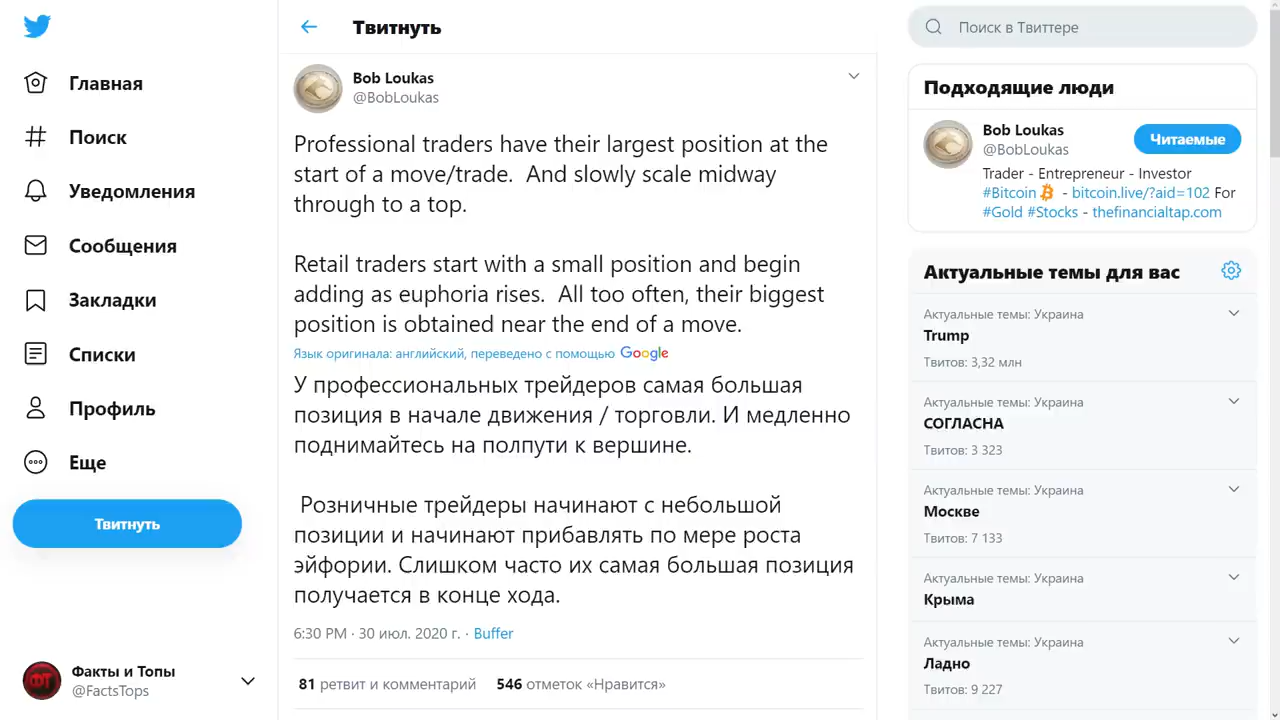 Главная
Поиск
Уведомления
Сообщения
Закладки
Списки
Профиль
Еще
Твитнуть
Факты и Топы
@FactsTops
Твитнуть
Bob Loukas
@BobLoukas
Professional traders have their largest position at the
start of a move/trade.  And slowly scale midway
through to a top.
Retail traders start with a small position and begin
adding as euphoria rises.  All too often, their biggest
position is obtained near the end of a move.
Язык оригинала: английский, переведено с помощью Google
У профессиональных трейдеров самая большая
позиция в начале движения / торговли. И медленно
поднимайтесь на полпути к вершине.
Розничные трейдеры начинают с небольшой
позиции и начинают прибавлять по мере роста
эйфории. Слишком часто их самая большая позиция
получается в конце хода.
6:30 PM · 30 июл. 2020 г. · Buffer
81 ретвит и комментарий 546 отметок «Нравится»
Поиск в Твиттере
Подходящие люди
Bob Loukas
@BobLoukas
Читаемые
Trader - Entrepreneur - Investor
#Bitcoin - bitcoin.live/?aid=102 For
#Gold #Stocks - thefinancialtap.com
Актуальные темы для вас
Актуальные темы: Украина
Trump
Твитов: 3,32 млн
Актуальные темы: Украина
СОГЛАСНА
Твитов: 3 323
Актуальные темы: Украина
Москве
Твитов: 7 133
Актуальные темы: Украина
Крыма
Актуальные темы: Украина
Ладно
Твитов: 9 227